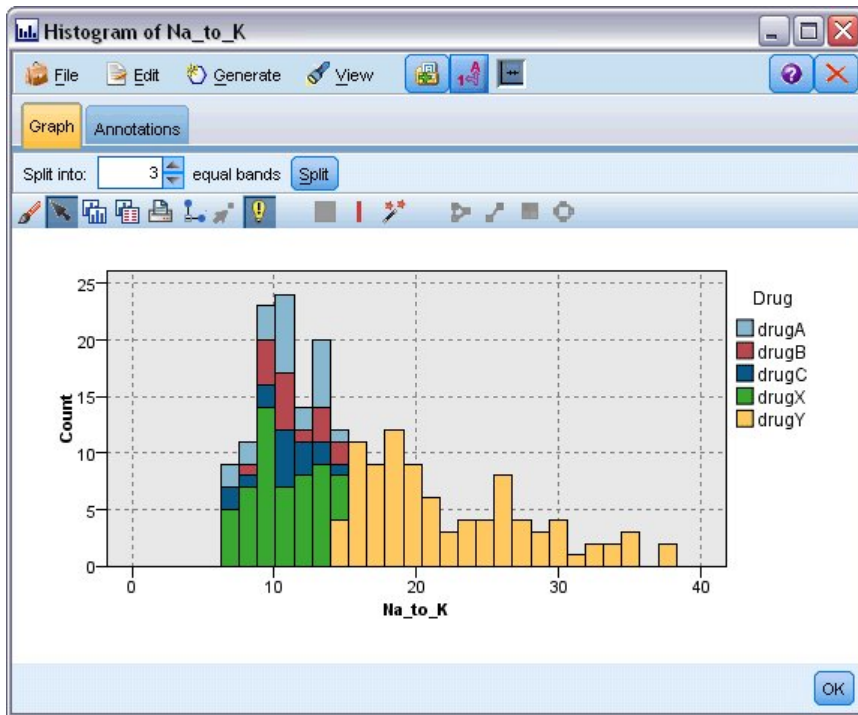 Histogram of Na_to_K
File Edit Generate View
Graph Annotations
Split into: 3 equal bands Split
25
20
15
10
5
0
Count
0 10 20 30 40
Na_to_K
Drug
drugA
drugB
drugC
drugX
drugY
OK